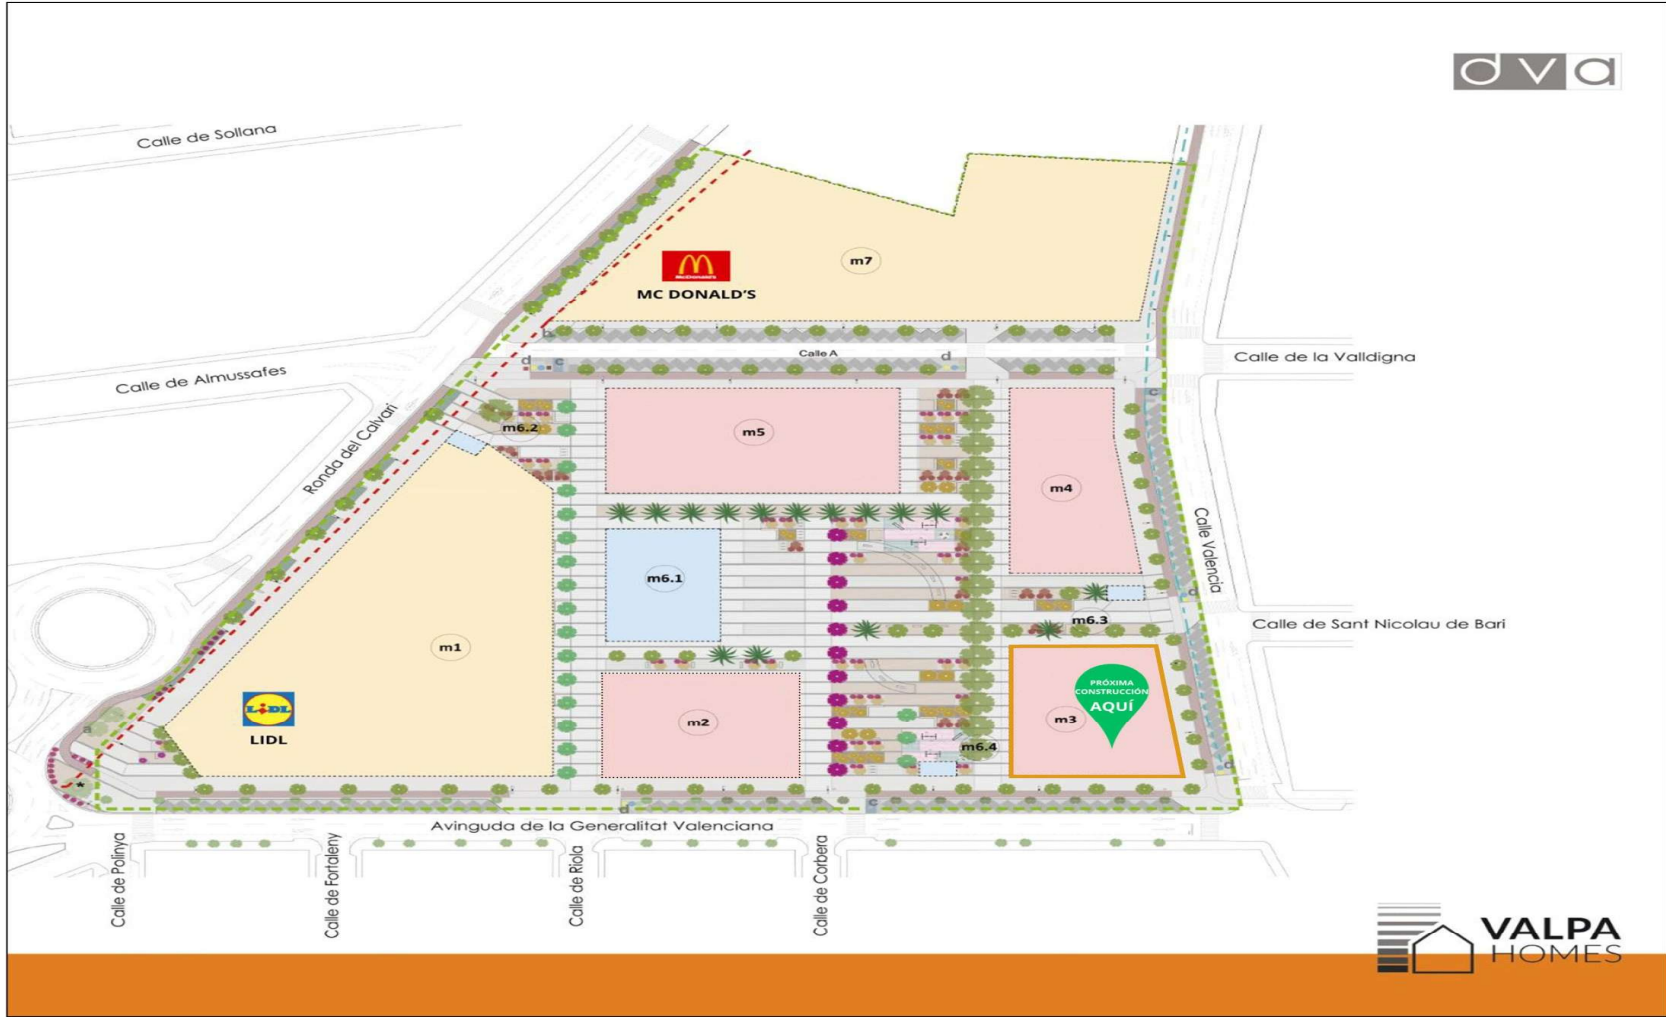 dva
Calle de Sollana
m7
McDonald's
MC DONALD'S
b
Calle A
d
c
d
Calle de la Valldigna
Calle de Almussafes
c
Ronda del Calvari
m6.2
m5
m4
Calle Valencia
m6.1
d
m6.3
Calle de Sant Nicolau de Bari
m1
PRÓXIMA
CONSTRUCCIÓN
AQUÍ
LIDL
LIDL
m2
m3
a
m6.4
d
*
d
c
Avinguda de la Generalitat Valenciana
Calle de Polinya
Calle de Fortaleny
Calle de Riola
Calle de Corbera
VALPA
HOMES